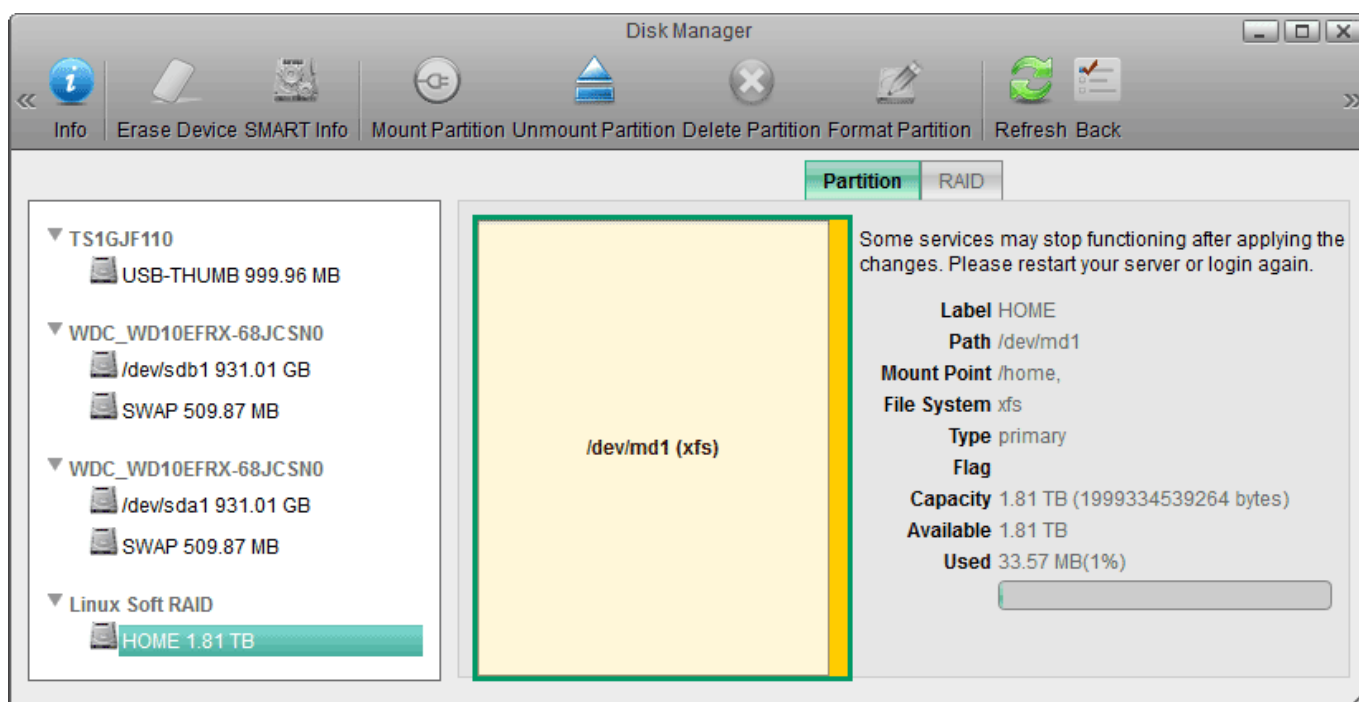 Disk Manager
Info Erase Device SMART Info Mount Partition Unmount Partition Delete Partition Format Partition Refresh Back
Partition RAID
TS1GJF110
USB-THUMB 999.96 MB
WDC_WD10EFRX-68JCSN0
/dev/sdb1 931.01 GB
SWAP 509.87 MB
WDC_WD10EFRX-68JCSN0
/dev/sda1 931.01 GB
SWAP 509.87 MB
Linux Soft RAID
HOME 1.81 TB
/dev/md1 (xfs)
Some services may stop functioning after applying the
changes. Please restart your server or login again.
Label HOME
Path /dev/md1
Mount Point /home,
File System xfs
Type primary
Flag
Capacity 1.81 TB (1999334539264 bytes)
Available 1.81 TB
Used 33.57 MB(1%)